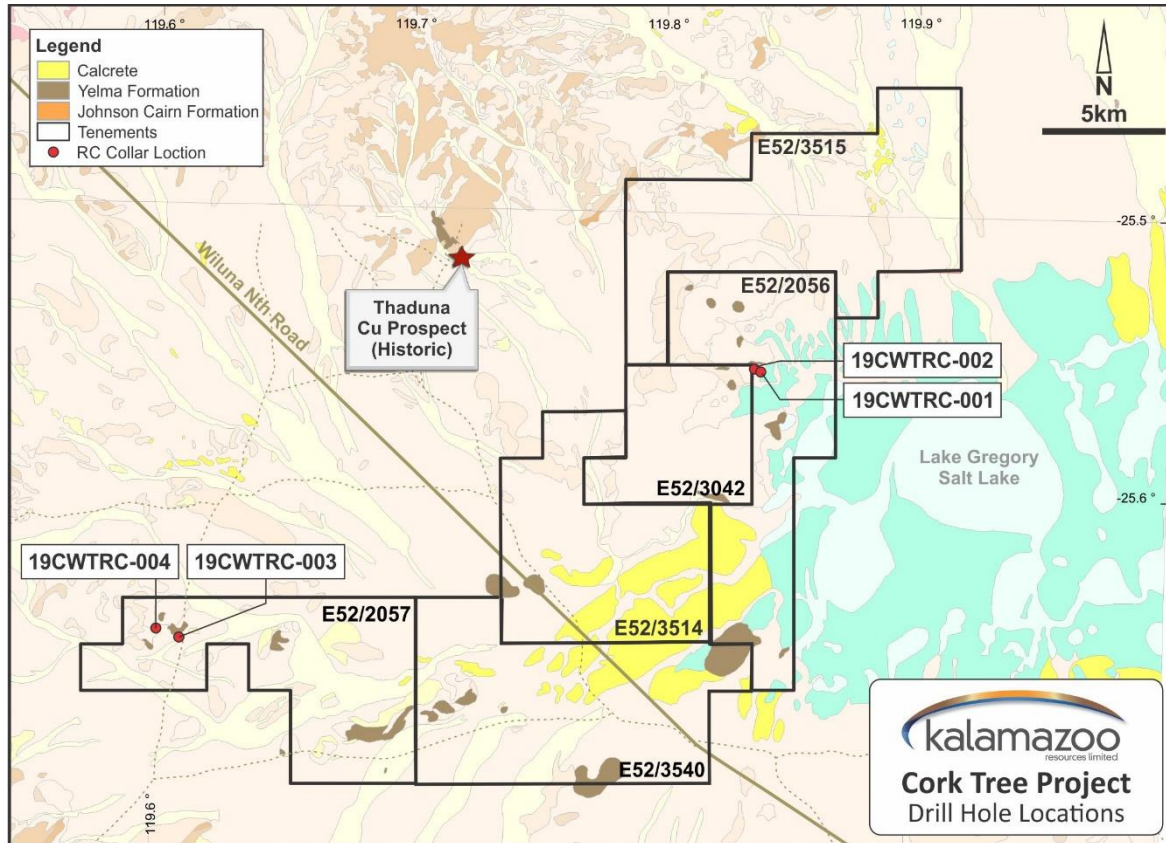 119.6
119.7
119.8
119.9
Legend
Calcrete
Yelma Formation
Johnson Cairn Formation
Tenements
RC Collar Loction
N
5km
E52/3515
-25.5 °
Wiluna Nth Road
Thaduna
Cu Prospect
(Historic)
E52/2056
19CWTRC-002
19CWTRC-001
Lake Gregory
Salt Lake
E52/3042
-25.6 °
19CWTRC-004
19CWTRC-003
E52/2057
E52/3514
E52/3540
119.6 °
kalamazoo
resources limited
Cork Tree Project
Drill Hole Locations